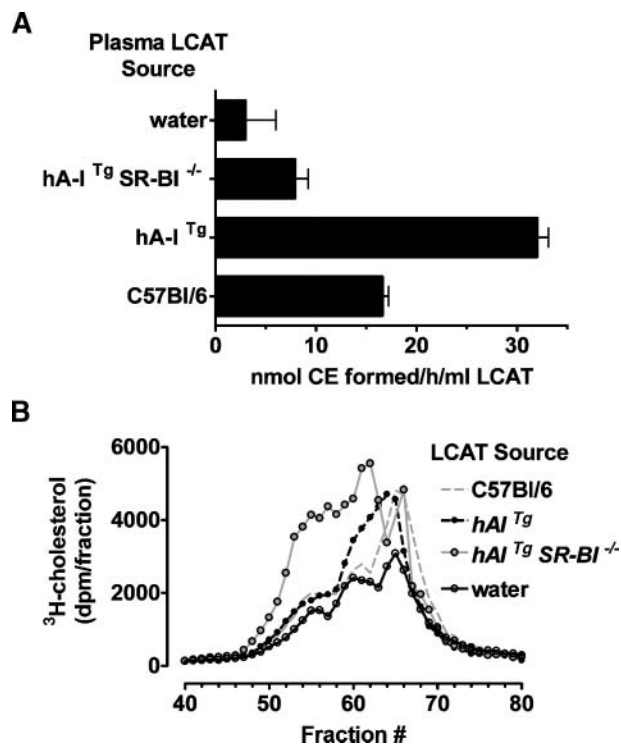 A
Plasma LCAT
Source
water
hA-I Tg SR-BI -/-
hA-I Tg
C57Bl/6
0 10 20 30
nmol CE formed/h/ml LCAT
B
6000
4000
2000
0
3H-cholesterol
(dpm/fraction)
LCAT Source
C57Bl/6
hAI Tg
hAI Tg SR-BI -/-
water
40 50 60 70 80
Fraction #